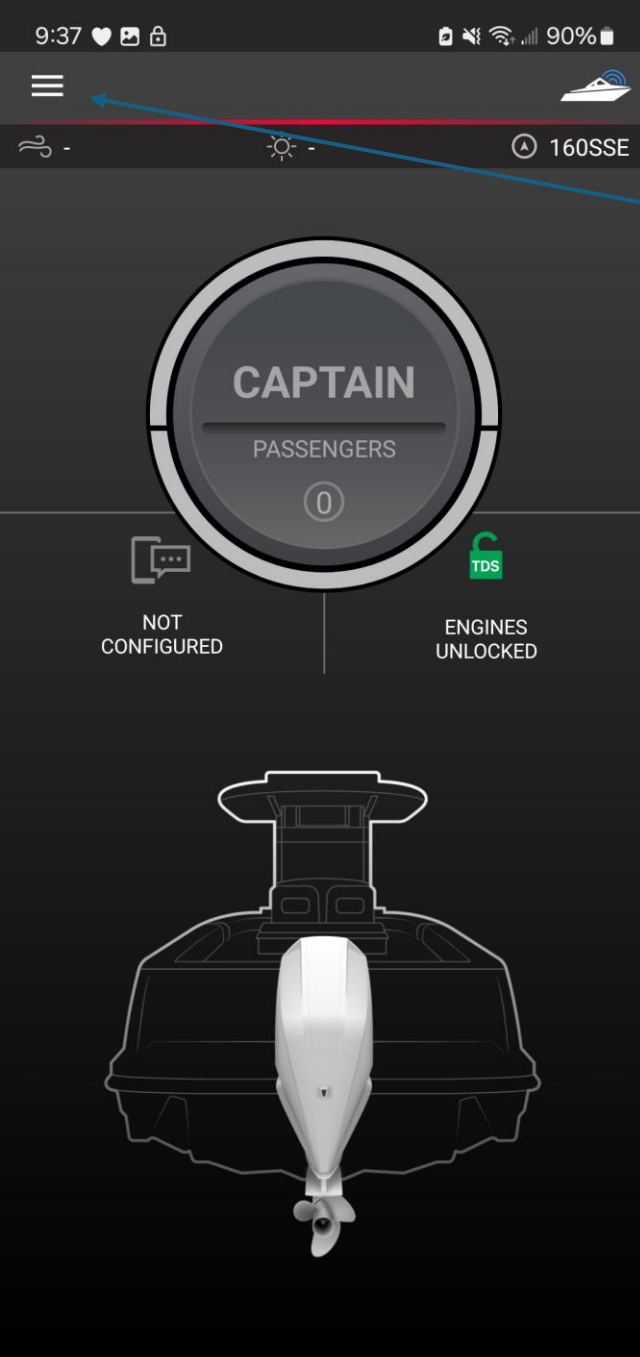 9:37 90%
- - 160SSE
CAPTAIN
PASSENGERS
0
TDS
NOT
CONFIGURED
ENGINES
UNLOCKED